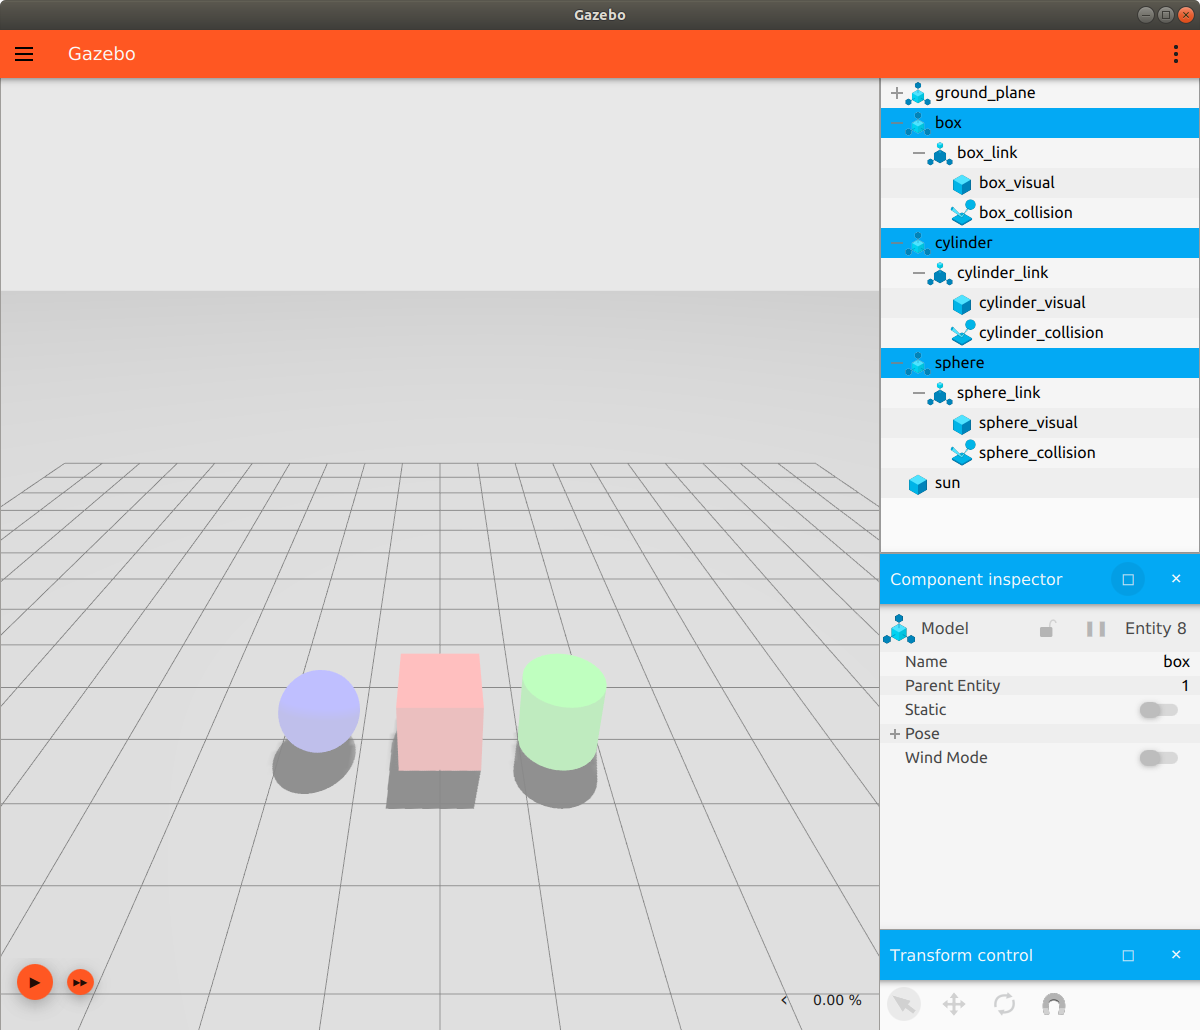 Gazebo
Gazebo
ground_plane
box
box_link
box_visual
box_collision
cylinder
cylinder_link
cylinder_visual
cylinder_collision
sphere
sphere_link
sphere_visual
sphere_collision
sun
Component inspector
Model Entity 8
Name box
Parent Entity 1
Static
Pose
Wind Mode
Transform control
0.00 %